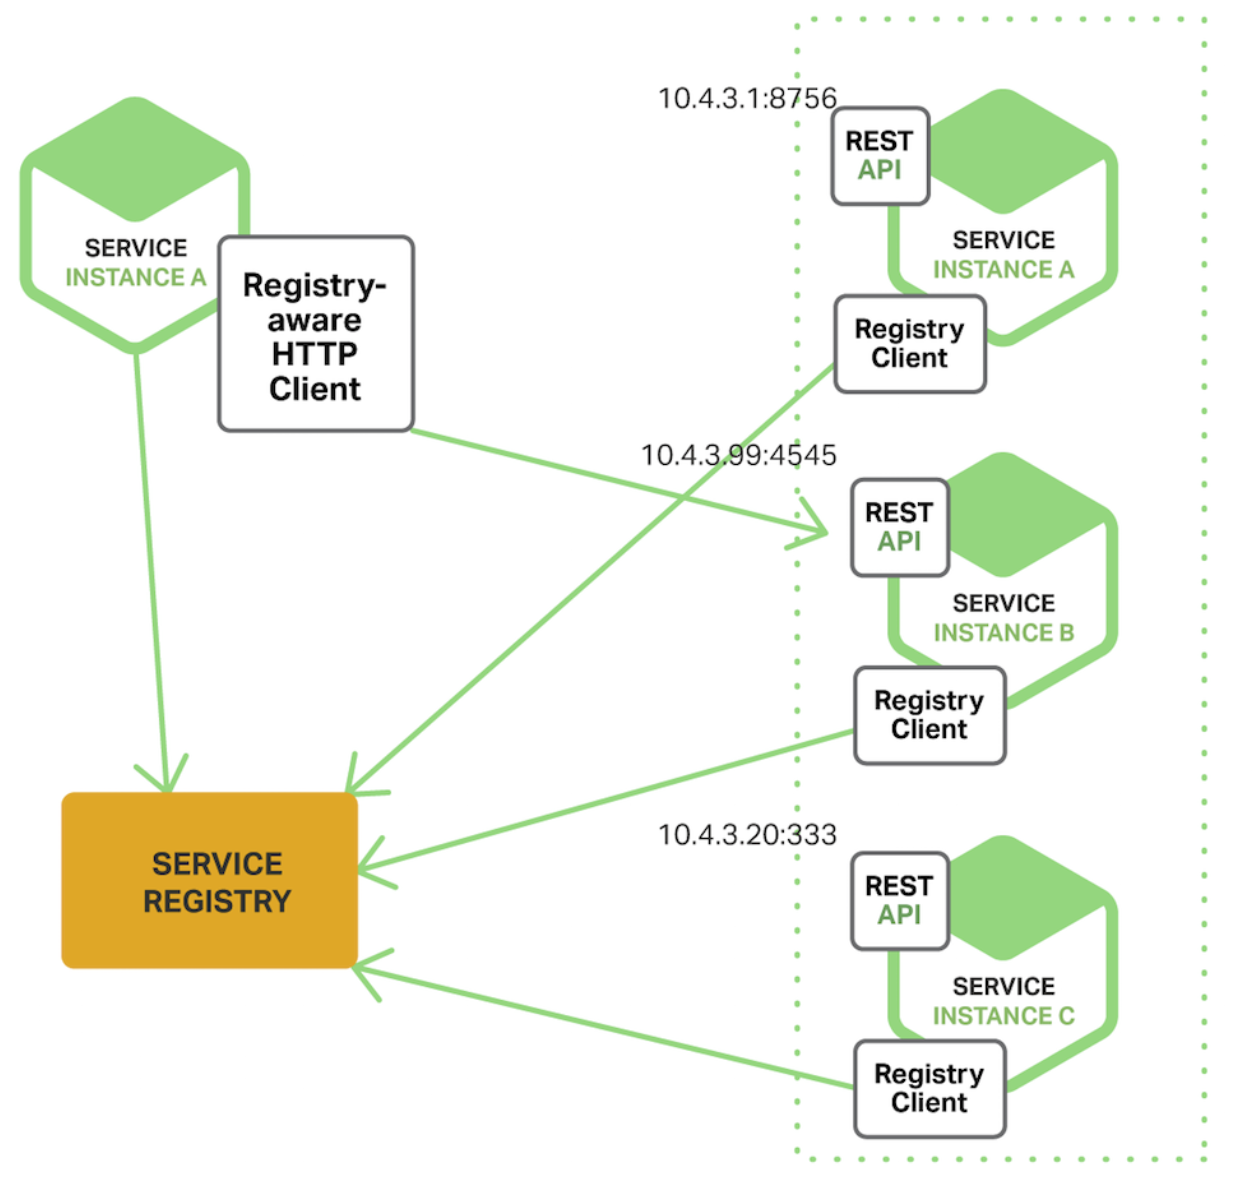 SERVICE
INSTANCE A
Registry-
aware
HTTP
Client
SERVICE
REGISTRY
10.4.3.1:8756
REST
API
SERVICE
INSTANCE A
Registry
Client
10.4.3.99:4545
REST
API
SERVICE
INSTANCE B
Registry
Client
10.4.3.20:333
REST
API
SERVICE
INSTANCE C
Registry
Client